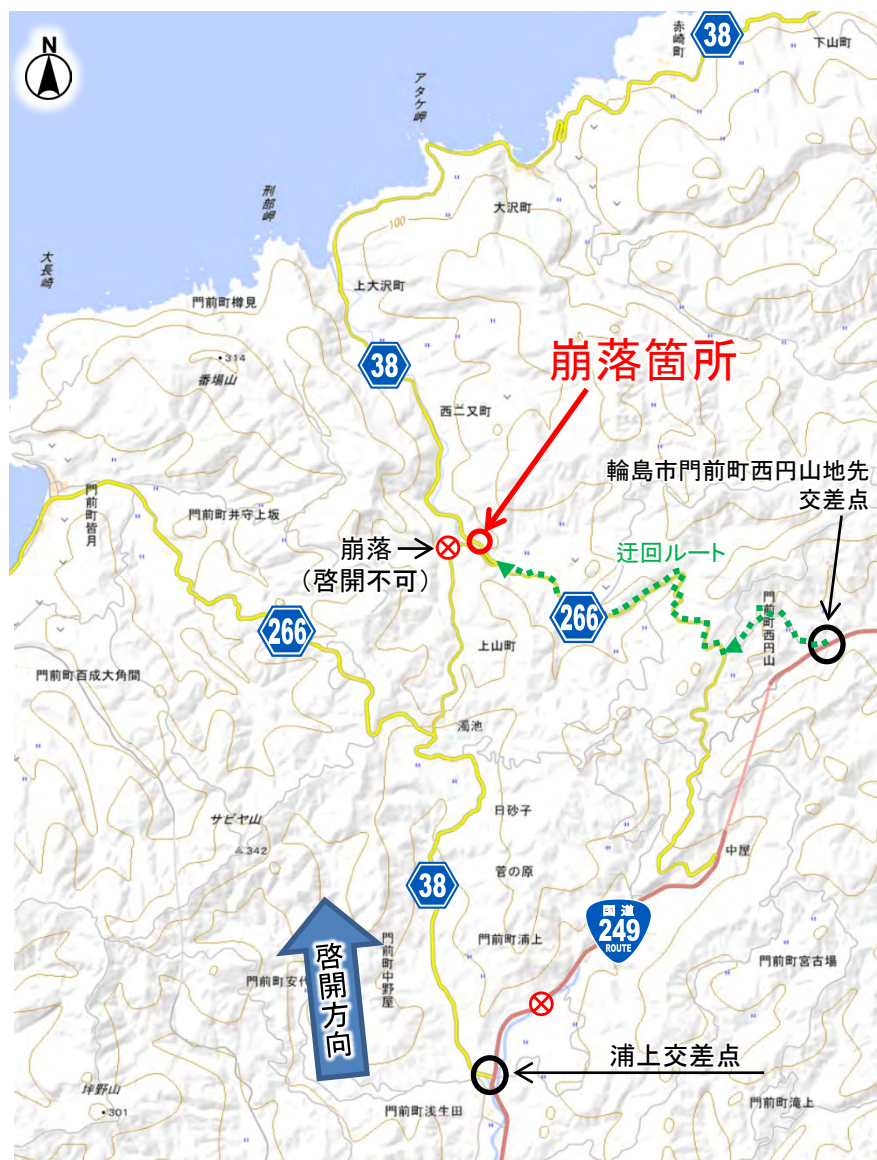 N
38
赤崎町
下山町
アタケ岬
刑部岬
大沢町
100
大長崎
上大沢町
門前町樽見
・314
番場山
38
崩落箇所
西二又町
輪島市門前町西円山地先
交差点
門前町皆月
門前町井守上坂
崩落
(啓開不可)
迂回ルート
266
266
門前町西円山
上山町
門前町百成大角間
濁池
サビヤ山
342
日砂子
中屋
菅の原
38
国道
249
ROUTE
啓開方向
門前町中野屋
門前町浦上
門前町宮古場
門前町安代
浦上交差点
坪野山
・301
門前町浅生田
門前町滝上